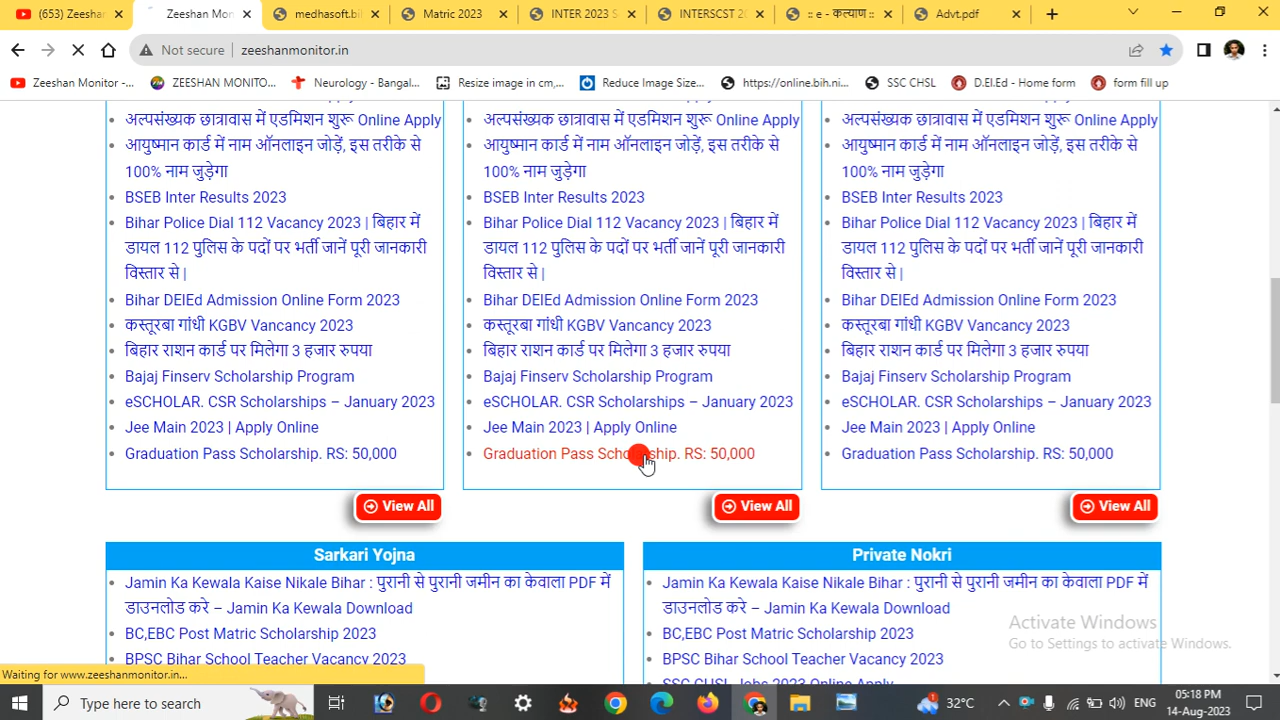 (653) Zeeshan
Zeeshan Mon
medhasoft.bi
Matric 2023
INTER 2023 S
INTERSCST 20
:: e - कल्याण ::
Advt.pdf
Not secure
zeeshanmonitor.in
Zeeshan Monitor -...
ZEESHAN MONITO...
Neurology - Bangal...
Resize image in cm,...
Reduce Image Size...
https://online.bih.ni...
SSC CHSL
D.El.Ed - Home form
form fill up
अल्पसंख्यक छात्रावास में एडमिशन शुरू Online Apply
आयुष्मान कार्ड में नाम ऑनलाइन जोड़ें, इस तरीके से
100% नाम जुड़ेगा
BSEB Inter Results 2023
Bihar Police Dial 112 Vacancy 2023 | बिहार में
डायल 112 पुलिस के पदों पर भर्ती जानें पूरी जानकारी
विस्तार से |
Bihar DElEd Admission Online Form 2023
कस्तूरबा गांधी KGBV Vancancy 2023
बिहार राशन कार्ड पर मिलेगा 3 हजार रुपया
Bajaj Finserv Scholarship Program
eSCHOLAR. CSR Scholarships – January 2023
Jee Main 2023 | Apply Online
Graduation Pass Scholarship. RS: 50,000
View All
अल्पसंख्यक छात्रावास में एडमिशन शुरू Online Apply
आयुष्मान कार्ड में नाम ऑनलाइन जोड़ें, इस तरीके से
100% नाम जुड़ेगा
BSEB Inter Results 2023
Bihar Police Dial 112 Vacancy 2023 | बिहार में
डायल 112 पुलिस के पदों पर भर्ती जानें पूरी जानकारी
विस्तार से |
Bihar DElEd Admission Online Form 2023
कस्तूरबा गांधी KGBV Vancancy 2023
बिहार राशन कार्ड पर मिलेगा 3 हजार रुपया
Bajaj Finserv Scholarship Program
eSCHOLAR. CSR Scholarships – January 2023
Jee Main 2023 | Apply Online
Graduation Pass Scholarship. RS: 50,000
View All
अल्पसंख्यक छात्रावास में एडमिशन शुरू Online Apply
आयुष्मान कार्ड में नाम ऑनलाइन जोड़ें, इस तरीके से
100% नाम जुड़ेगा
BSEB Inter Results 2023
Bihar Police Dial 112 Vacancy 2023 | बिहार में
डायल 112 पुलिस के पदों पर भर्ती जानें पूरी जानकारी
विस्तार से |
Bihar DElEd Admission Online Form 2023
कस्तूरबा गांधी KGBV Vancancy 2023
बिहार राशन कार्ड पर मिलेगा 3 हजार रुपया
Bajaj Finserv Scholarship Program
eSCHOLAR. CSR Scholarships – January 2023
Jee Main 2023 | Apply Online
Graduation Pass Scholarship. RS: 50,000
View All
Sarkari Yojna
Jamin Ka Kewala Kaise Nikale Bihar : पुरानी से पुरानी जमीन का केवाला PDF में
डाउनलोड करे – Jamin Ka Kewala Download
BC,EBC Post Matric Scholarship 2023
BPSC Bihar School Teacher Vacancy 2023
Private Nokri
Jamin Ka Kewala Kaise Nikale Bihar : पुरानी से पुरानी जमीन का केवाला PDF में
डाउनलोड करे – Jamin Ka Kewala Download
BC,EBC Post Matric Scholarship 2023
BPSC Bihar School Teacher Vacancy 2023
SSC CHSL Jobs 2023 Online Apply
Activate Windows
Go to Settings to activate Windows.
Waiting for www.zeeshanmonitor.in...
Type here to search
32°C
ENG
05:18 PM
14-Aug-2023